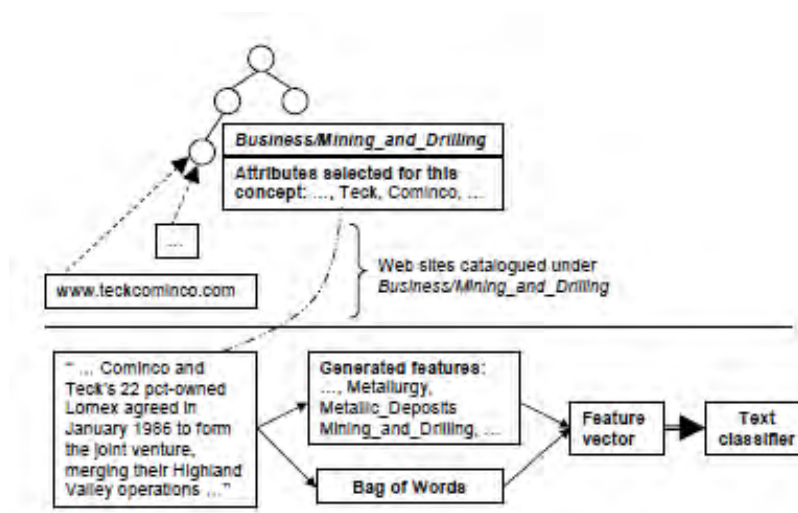 Business/Mining_and_Drilling
Attributes selected for this
concept: ..., Teck, Cominco, ...
...
www.teckcominco.com
Web sites catalogued under
Business/Mining_and_Drilling
" ... Cominco and
Teck's 22 pct-owned
Lornex agreed in
January 1986 to form
the joint venture,
merging their Highland
Valley operations ..."
Generated features:
..., Metallurgy,
Metallic_Deposits
Mining_and_Drilling, ...
Bag of Words
Feature
vector
Text
classifier